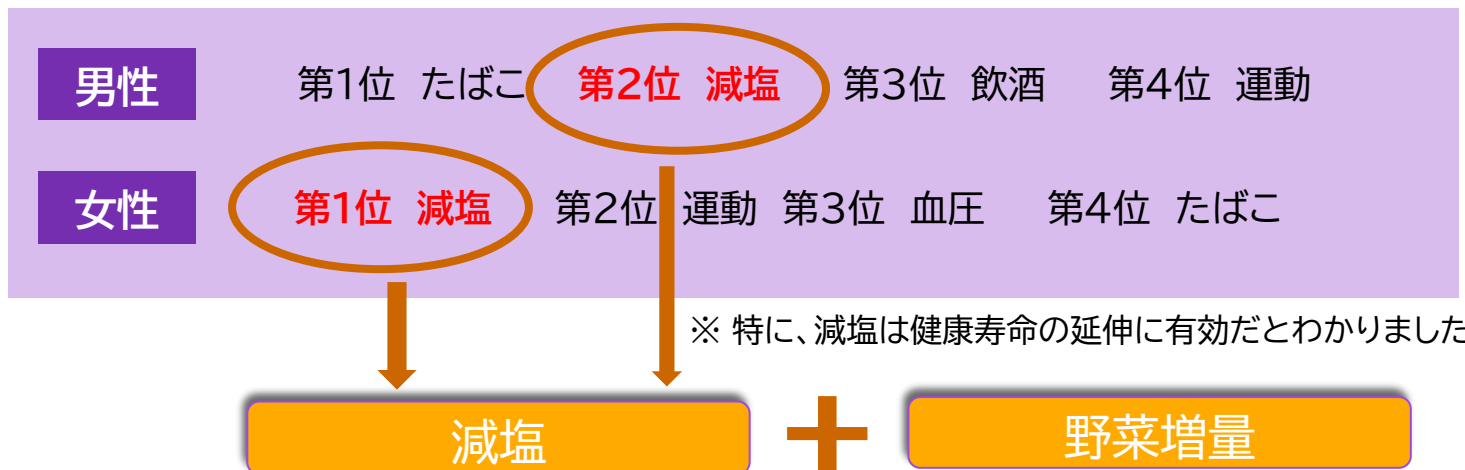 男性 第1位 たばこ 第2位 減塩 第3位 飲酒 第4位 運動
女性 第1位 減塩 第2位 運動 第3位 血圧 第4位 たばこ
※ 特に、減塩は健康寿命の延伸に有効だとわかりました
減塩 + 野菜増量